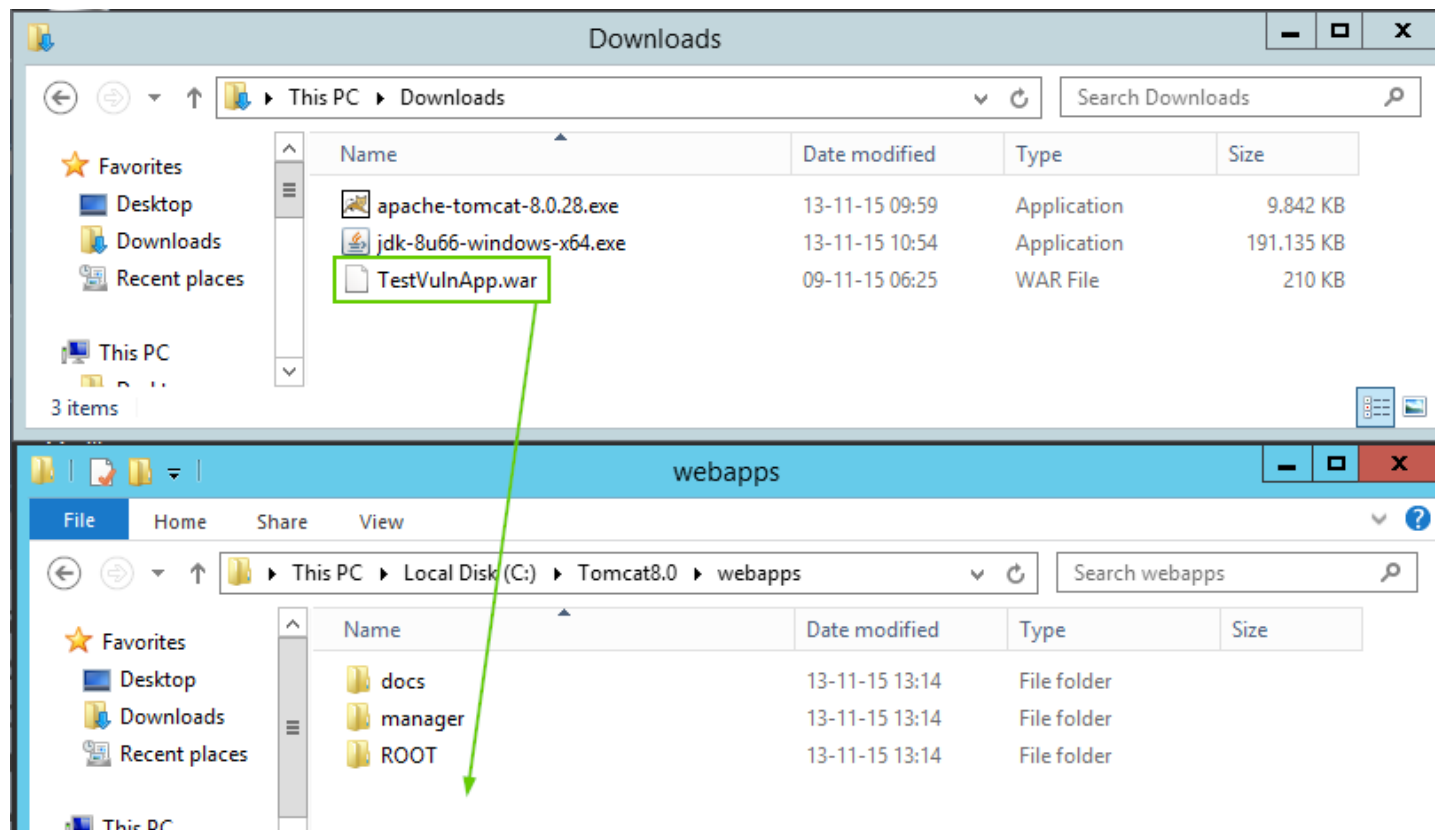 Downloads
This PC Downloads
Search Downloads
Name Date modified Type Size
Favorites
Desktop
Downloads
Recent places
This PC
apache-tomcat-8.0.28.exe 13-11-15 09:59 Application 9.842 KB
jdk-8u66-windows-x64.exe 13-11-15 10:54 Application 191.135 KB
TestVulnApp.war 09-11-15 06:25 WAR File 210 KB
3 items
webapps
File Home Share View
This PC Local Disk (C:) Tomcat8.0 webapps
Search webapps
Name Date modified Type Size
Favorites
Desktop
Downloads
Recent places
This PC
docs 13-11-15 13:14 File folder
manager 13-11-15 13:14 File folder
ROOT 13-11-15 13:14 File folder